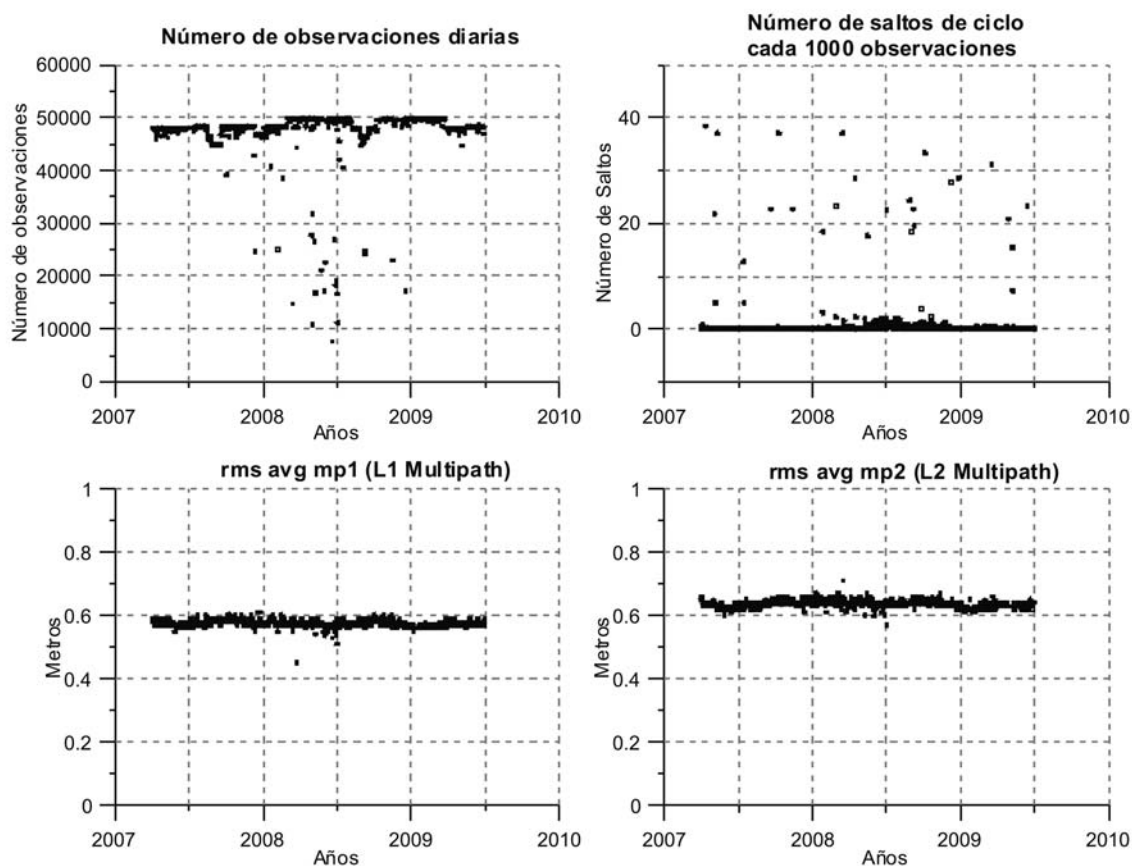 Número de observaciones diarias
Número de observaciones
60000
50000
40000
30000
20000
10000
0
2007
2008
2009
2010
Años
Número de saltos de ciclo
cada 1000 observaciones
Número de Saltos
40
20
0
2007
2008
2009
2010
Años
rms avg mp1 (L1 Multipath)
Metros
1
0.8
0.6
0.4
0.2
0
2007
2008
2009
2010
Años
rms avg mp2 (L2 Multipath)
Metros
1
0.8
0.6
0.4
0.2
0
2007
2008
2009
2010
Años